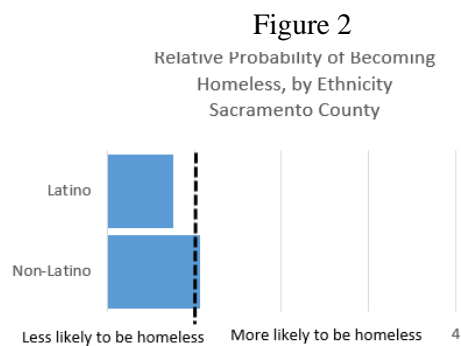 Figure 2
Relative Probability of Becoming
Homeless, by Ethnicity
Sacramento County
Latino
Non-Latino
Less likely to be homeless More likely to be homeless 4